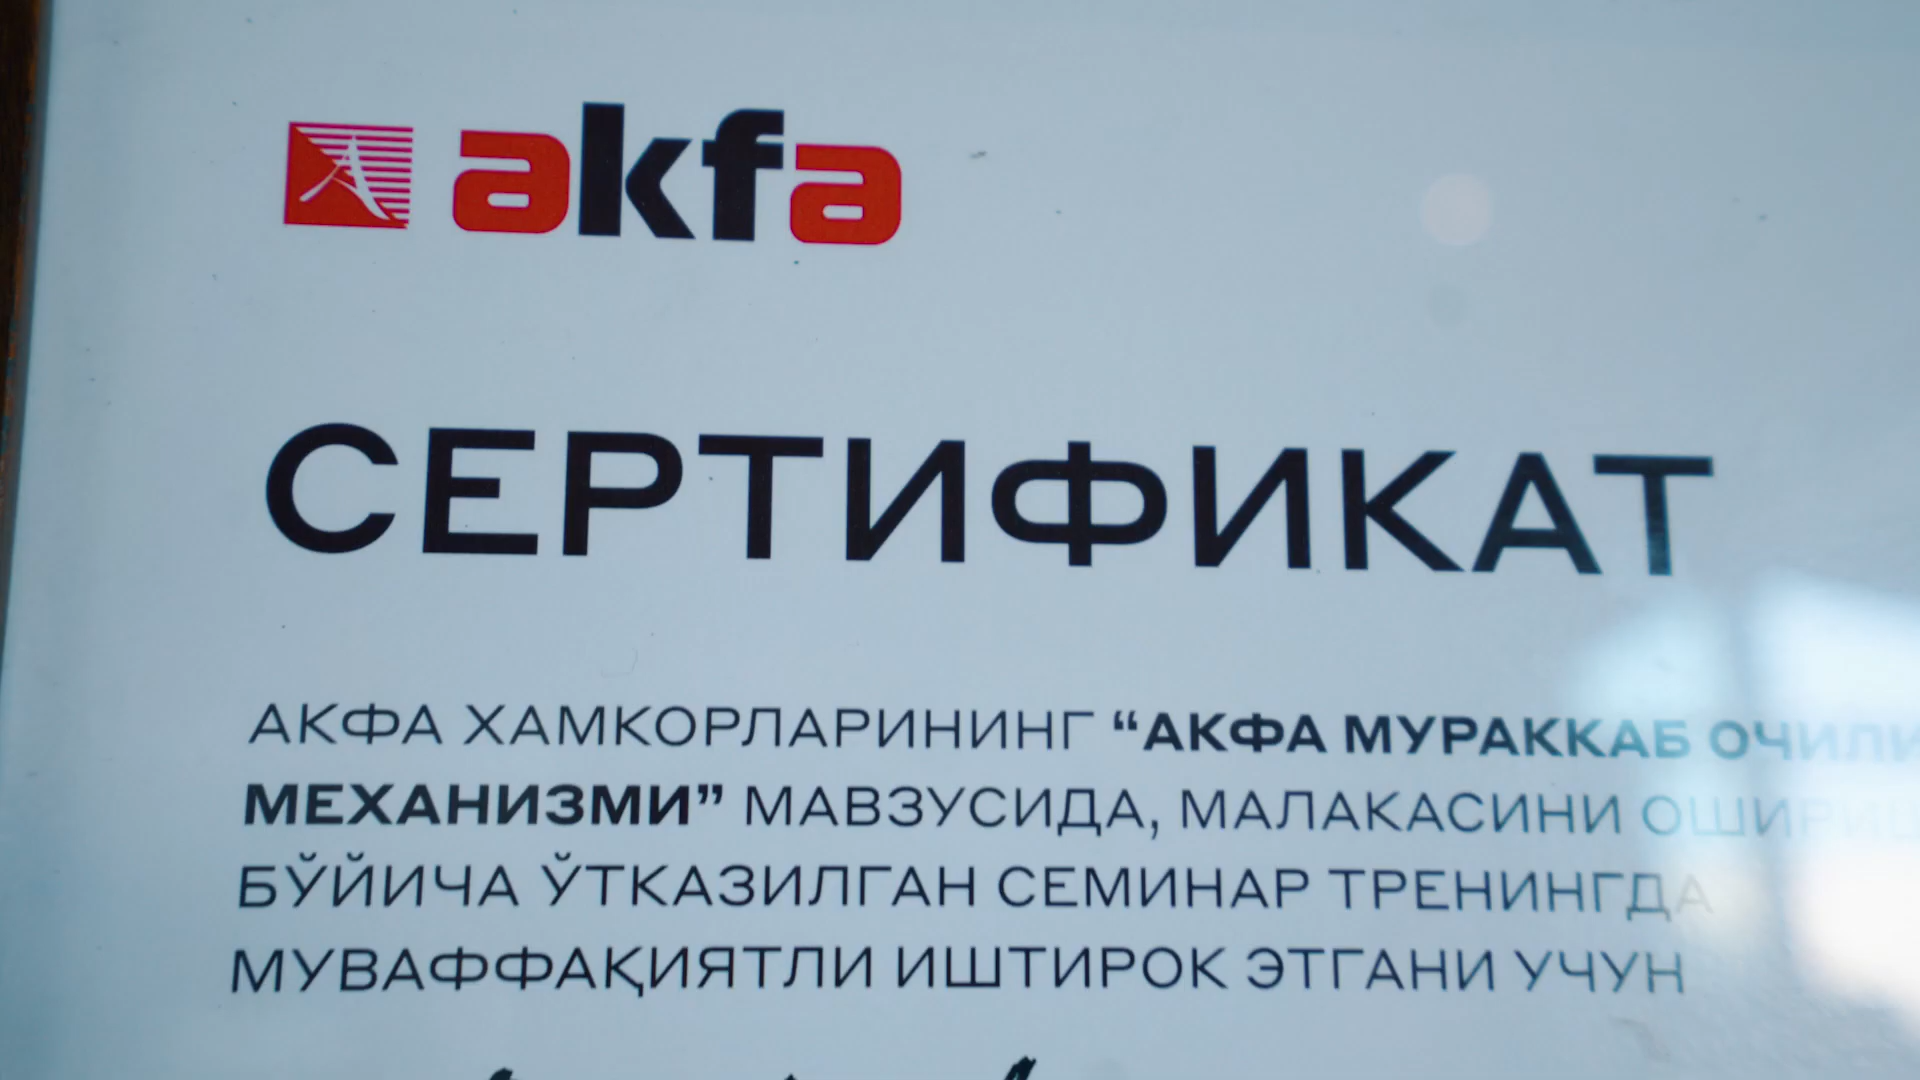 akfa
СЕРТИФИКАТ
АКФА ХАМКОРЛАРИНИНГ “АКФА МУРАККАБ
МЕХАНИЗМИ” МАВЗУСИДА, МАЛАКАСИНИ
БЎЙИЧА ЎТКАЗИЛГАН СЕМИНАР ТРЕНИНГДА
МУВАФФАҚИЯТЛИ ИШТИРОК ЭТГАНИ УЧУН